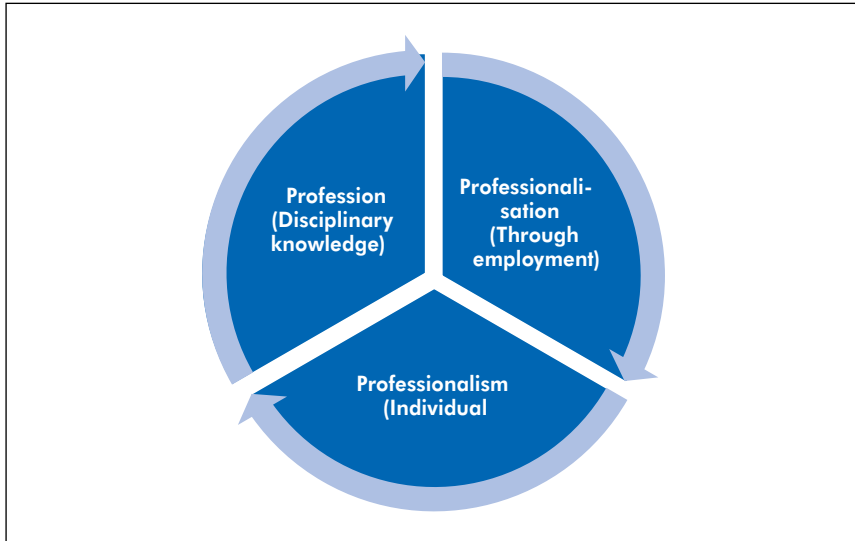 Profession
(Disciplinary
knowledge)
Professionali-
sation
(Through
employment)
Professionalism
(Individual